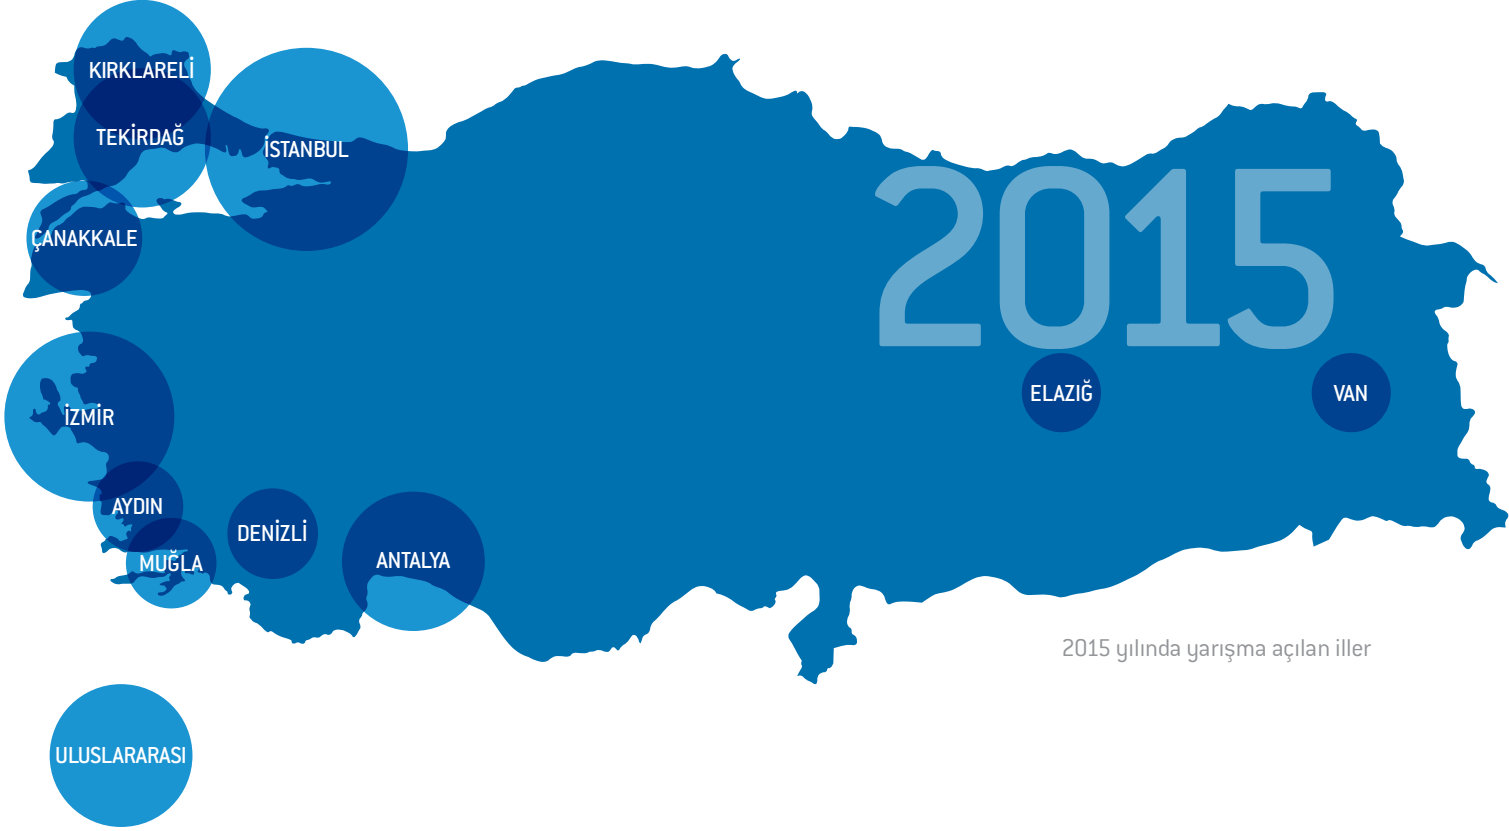 KIRKLARELİ
TEKİRDAĞ
İSTANBUL
2015
ÇANAKKALE
ELAZIĞ
VAN
İZMİR
AYDIN
DENİZLİ
MUĞLA
ANTALYA
2015 yılında yarışma açılan iller
ULUSLARARASI